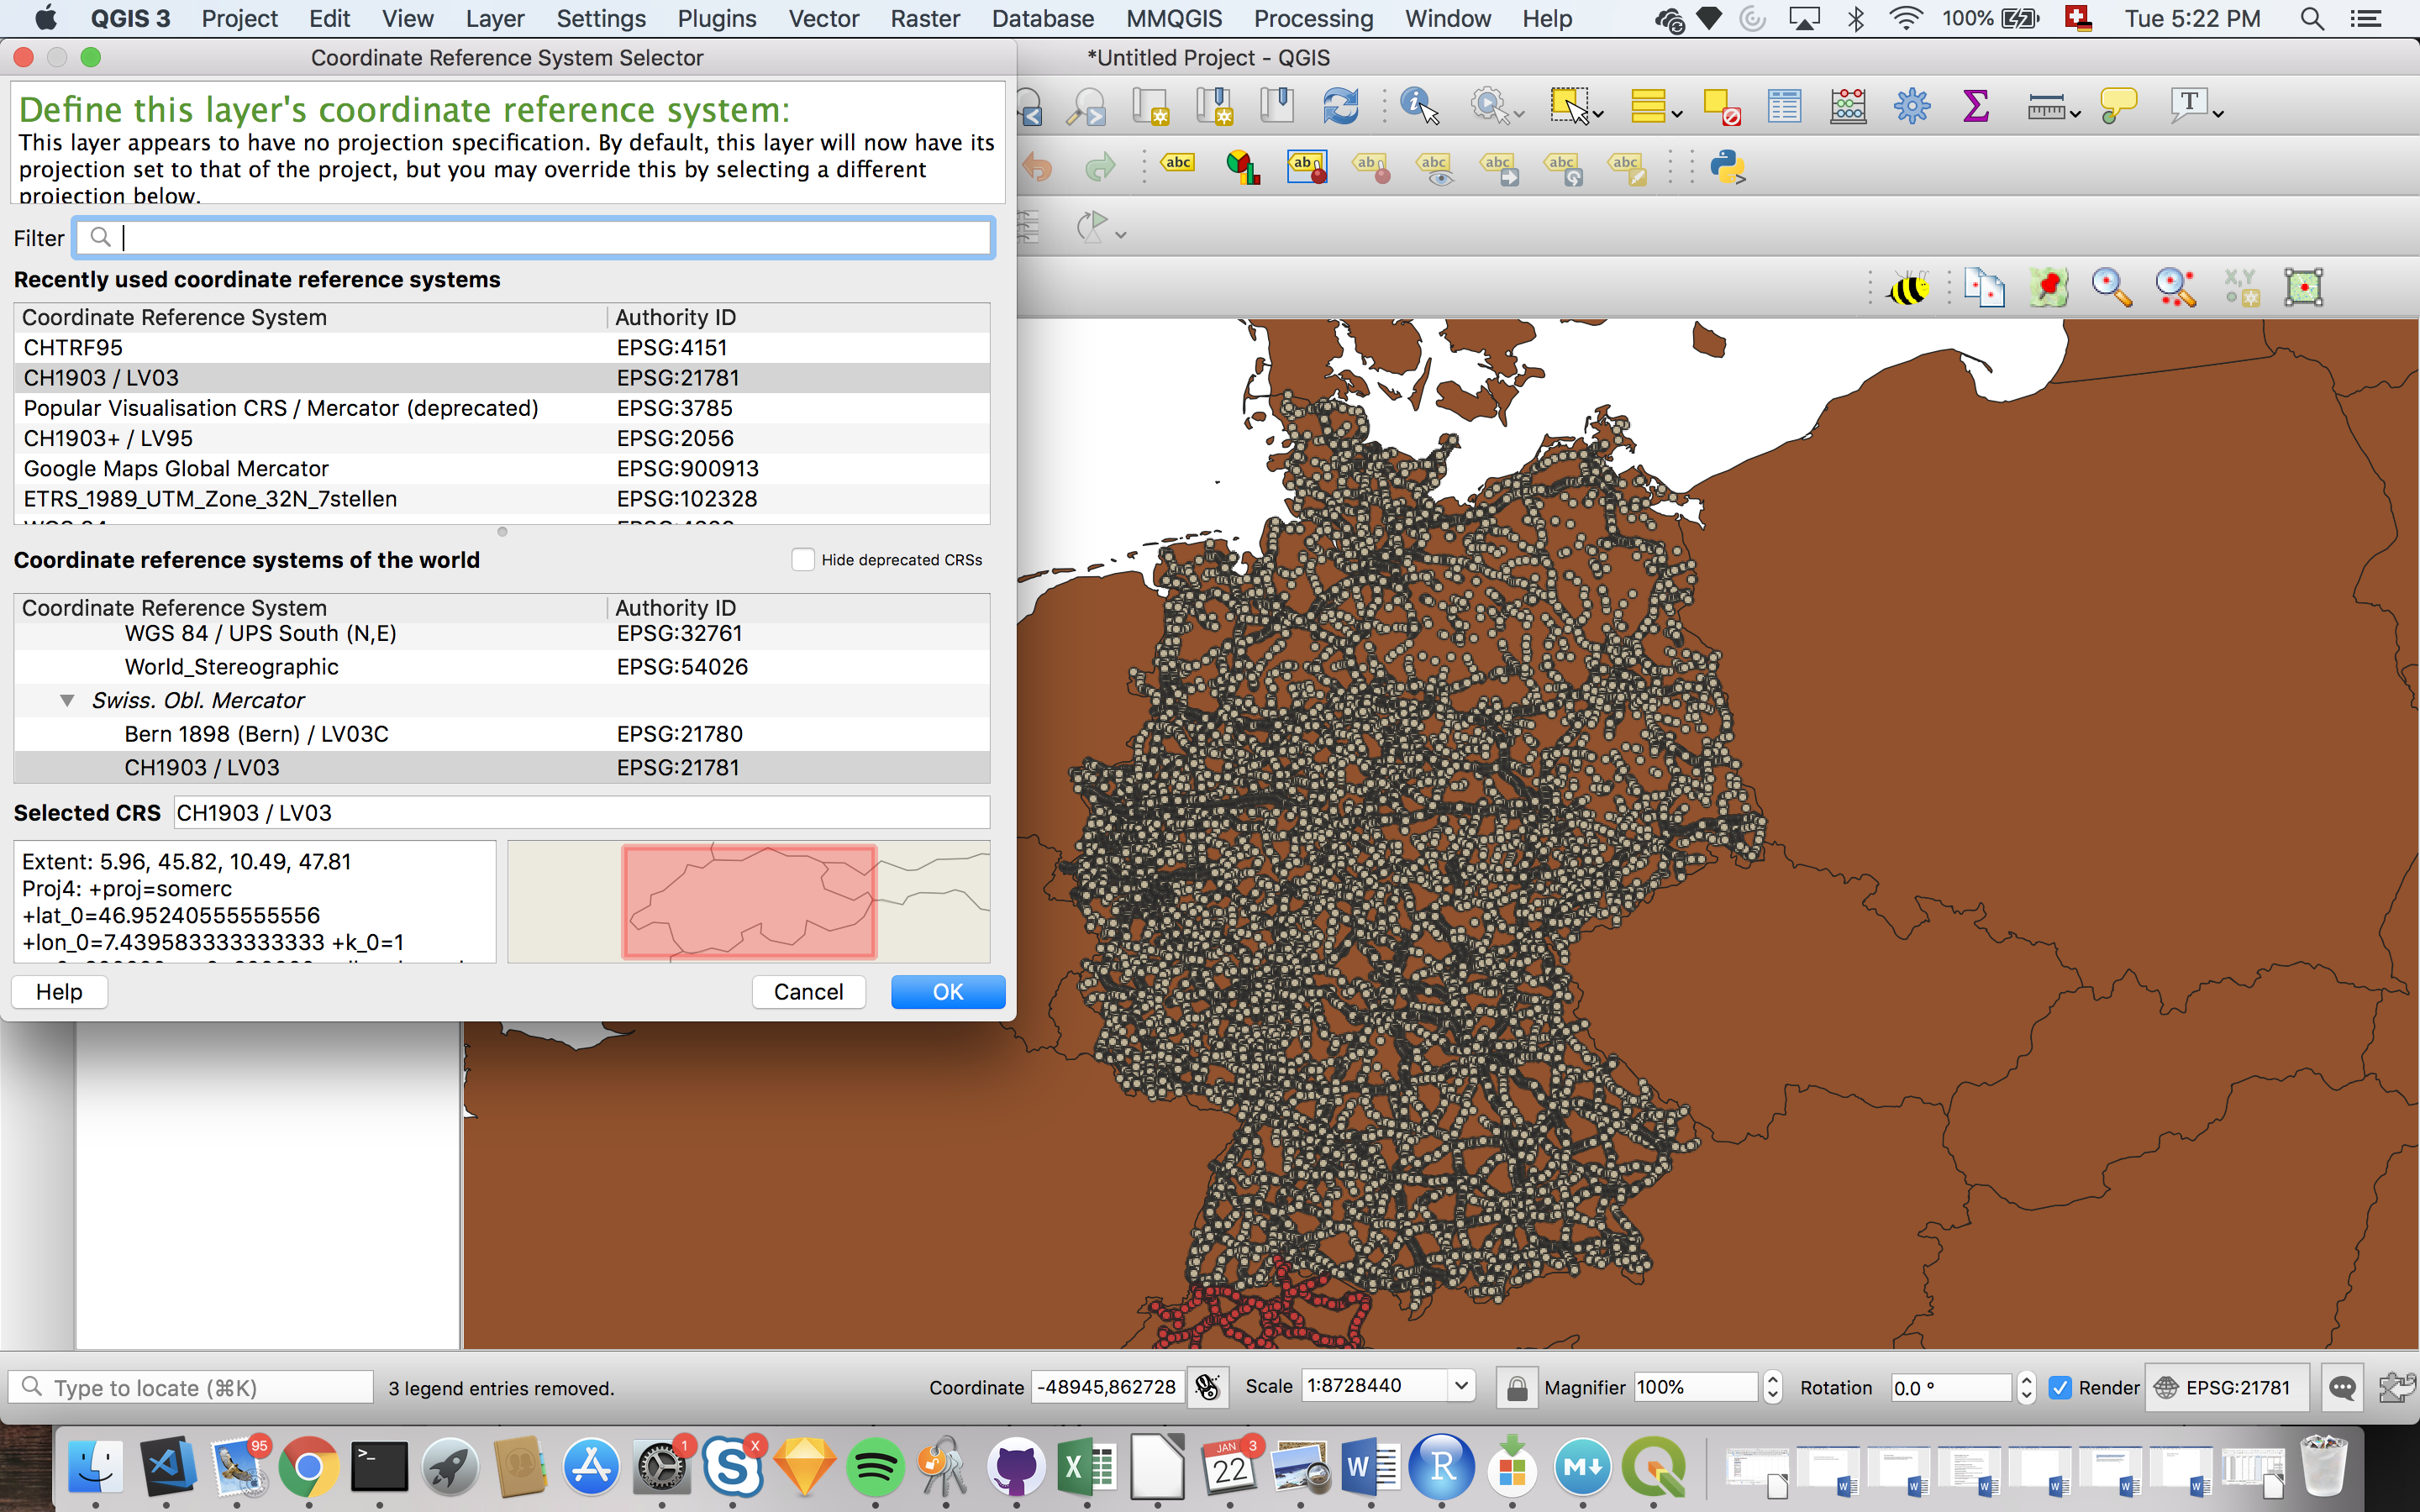 QGIS 3 Project Edit View Layer Settings Plugins Vector Raster Database MMQGIS Processing Window Help 100% Tue 5:22 PM
Coordinate Reference System Selector
*Untitled Project - QGIS
Define this layer's coordinate reference system:
This layer appears to have no projection specification. By default, this layer will now have its
projection set to that of the project, but you may override this by selecting a different
projection below.
Filter
Recently used coordinate reference systems
Coordinate Reference System Authority ID
CHTRF95 EPSG:4151
CH1903 / LV03 EPSG:21781
Popular Visualisation CRS / Mercator (deprecated) EPSG:3785
CH1903+ / LV95 EPSG:2056
Google Maps Global Mercator EPSG:900913
ETRS_1989_UTM_Zone_32N_7stellen EPSG:102328
Coordinate reference systems of the world Hide deprecated CRSs
Coordinate Reference System Authority ID
WGS 84 / UPS South (N,E) EPSG:32761
World_Stereographic EPSG:54026
Swiss. Obl. Mercator
Bern 1898 (Bern) / LV03C EPSG:21780
CH1903 / LV03 EPSG:21781
Selected CRS CH1903 / LV03
Extent: 5.96, 45.82, 10.49, 47.81
Proj4: +proj=somerc
+lat_0=46.95240555555556
+lon_0=7.439583333333333 +k_0=1
Help Cancel OK
abc ab ab abc abc abc abc
X,Y
T
Type to locate (⌘K) 3 legend entries removed. Coordinate -48945,862728 Scale 1:8728440 Magnifier 100% Rotation 0.0 ° Render EPSG:21781
95 1 X JAN 22 3 W R M